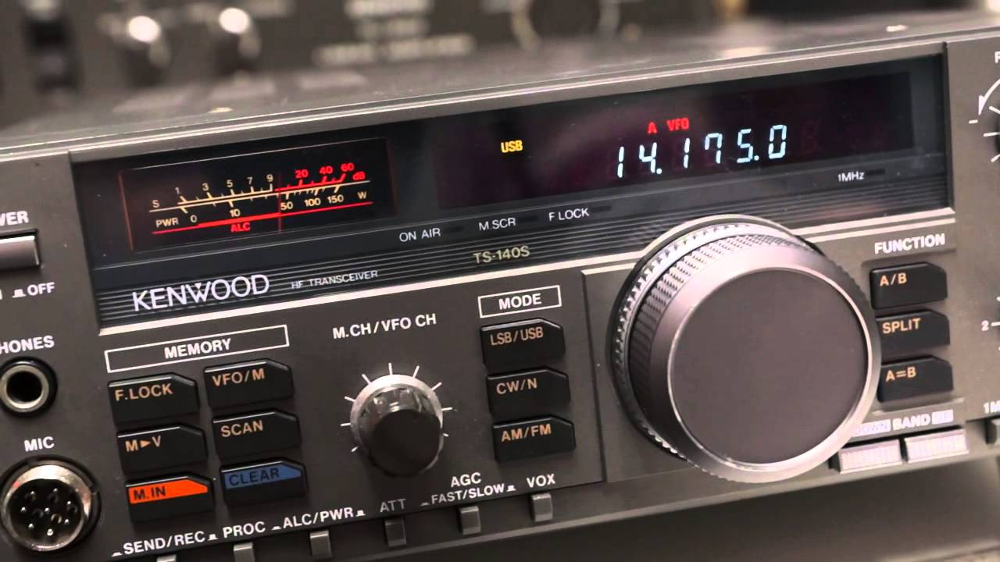 USB
A VFO
14.175.0
1MHz
S 1 3 5 7 9 20 40 60 dB
PWR 0 10 50 100 150 W
ALC
ON AIR M.SCR F.LOCK
TS-140S
KENWOOD HF TRANSCEIVER
OFF
FUNCTION
A/B
SPLIT
A=B
MEMORY
F.LOCK VFO/M
M►V SCAN
M.IN CLEAR
M.CH/VFO CH
MODE
LSB/USB
CW/N
AM/FM
MIC
DOWN BAND UP
SEND/REC PROC ALC/PWR ATT AGC FAST/SLOW VOX
2